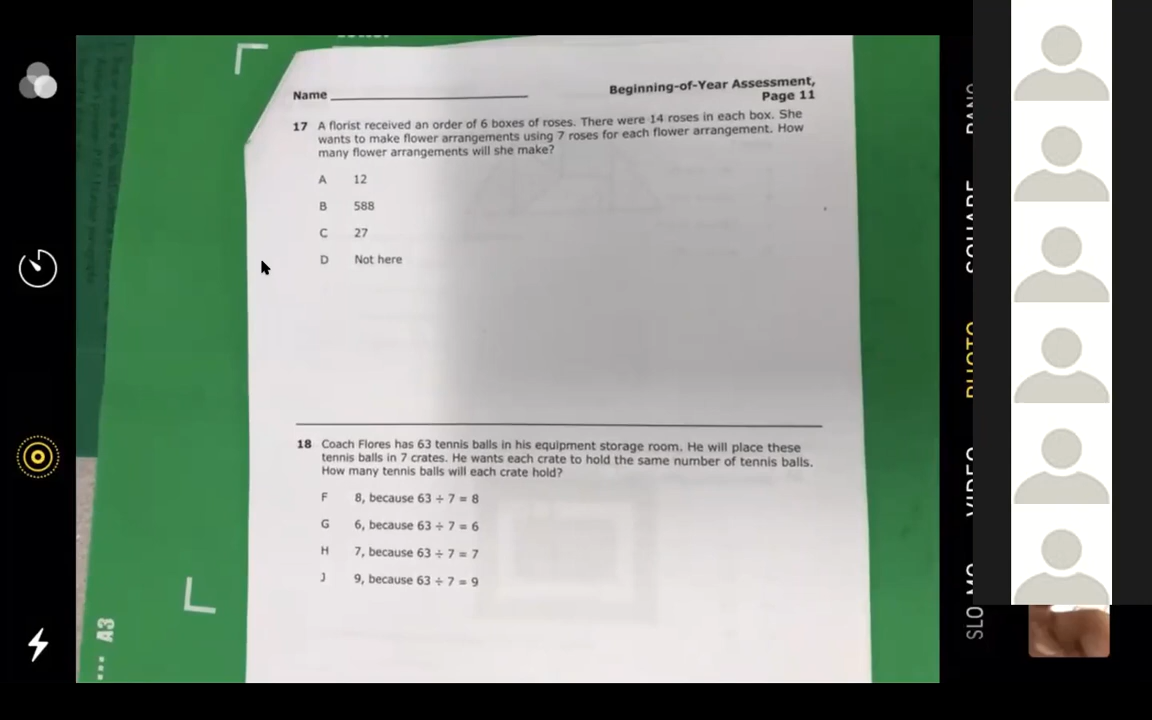 Name
Beginning-of-Year Assessment,
Page 11
17 A florist received an order of 6 boxes of roses. There were 14 roses in each box. She
wants to make flower arrangements using 7 roses for each flower arrangement. How
many flower arrangements will she make?
A 12
B 588
C 27
D Not here
18 Coach Flores has 63 tennis balls in his equipment storage room. He will place these
tennis balls in 7 crates. He wants each crate to hold the same number of tennis balls.
How many tennis balls will each crate hold?
F 8, because 63 ÷ 7 = 8
G 6, because 63 ÷ 7 = 6
H 7, because 63 ÷ 7 = 7
J 9, because 63 ÷ 7 = 9
A3
SQUARE
PHOTO
VIDEO
SLO-MO